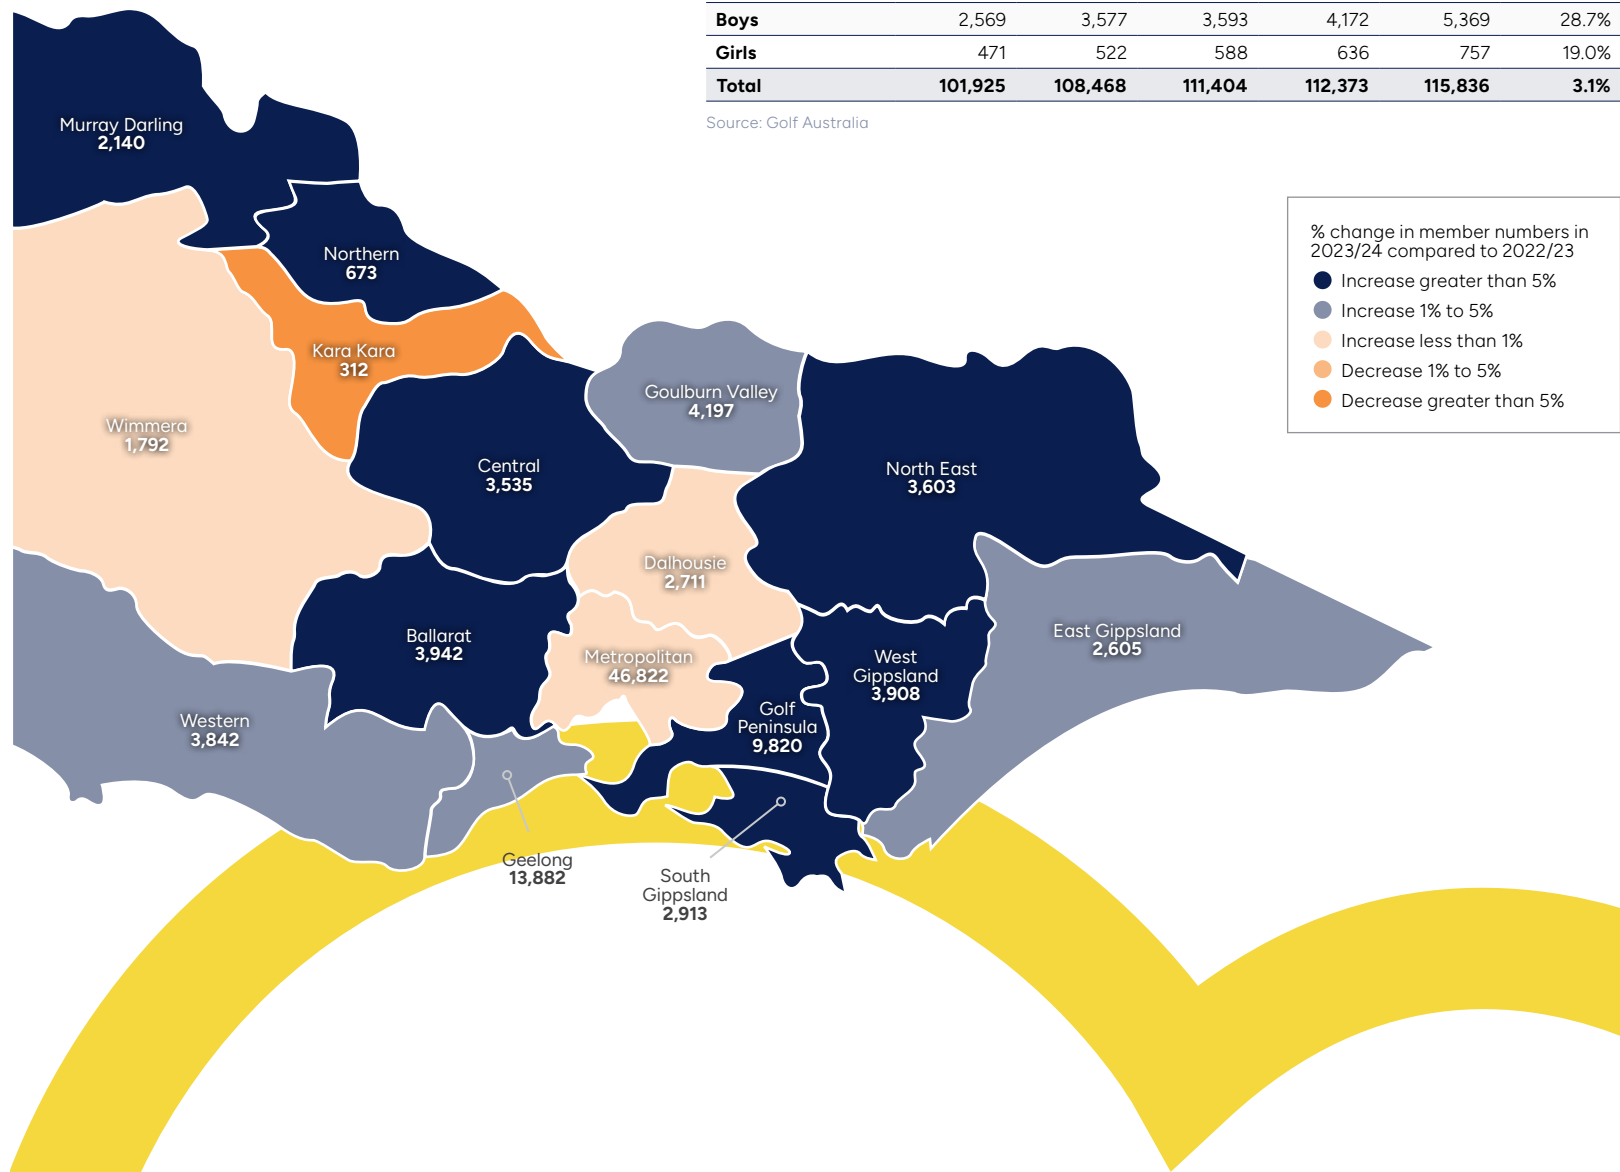 Boys 2,569 3,577 3,593 4,172 5,369 28.7%
Girls 471 522 588 636 757 19.0%
Total 101,925 108,468 111,404 112,373 115,836 3.1%
Source: Golf Australia
Murray Darling
2,140
% change in member numbers in
2023/24 compared to 2022/23
Increase greater than 5%
Increase 1% to 5%
Increase less than 1%
Decrease 1% to 5%
Decrease greater than 5%
Northern
673
Kara Kara
312
Goulburn Valley
4,197
Wimmera
1,792
Central
3,535
North East
3,603
Dalhousie
2,711
Ballarat
3,942
Metropolitan
46,822
West
Gippsland
3,908
East Gippsland
2,605
Western
3,842
Golf
Peninsula
9,820
Geelong
13,882
South
Gippsland
2,913